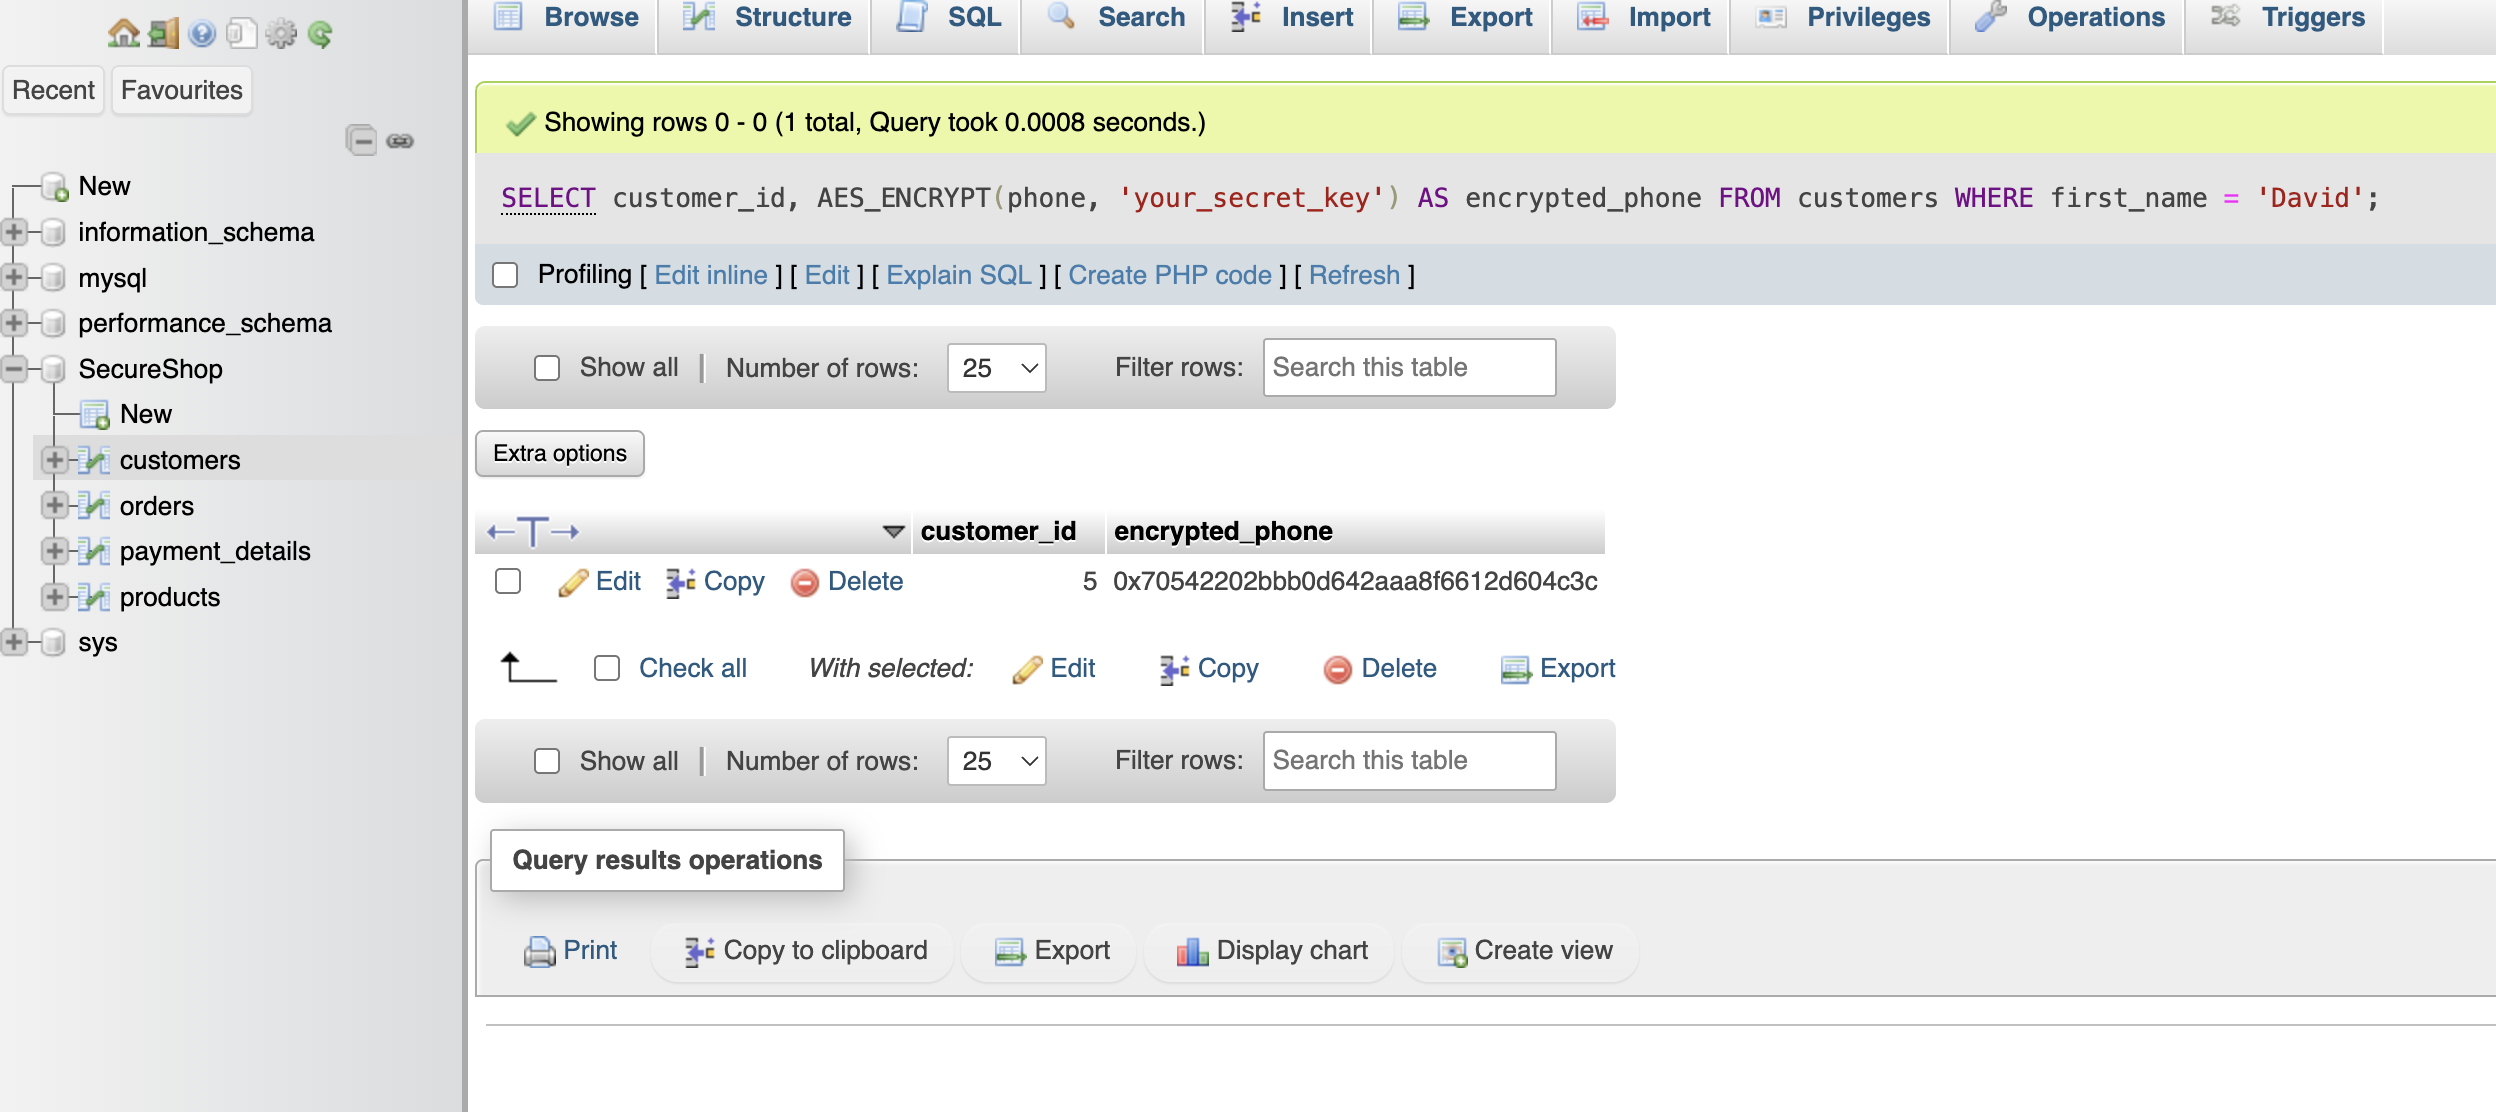 Recent Favourites
New
information_schema
mysql
performance_schema
SecureShop
New
customers
orders
payment_details
products
sys
Browse Structure SQL Search Insert Export Import Privileges Operations Triggers
Showing rows 0 - 0 (1 total, Query took 0.0008 seconds.)
SELECT customer_id, AES_ENCRYPT(phone, 'your_secret_key') AS encrypted_phone FROM customers WHERE first_name = 'David';
Profiling [ Edit inline ] [ Edit ] [ Explain SQL ] [ Create PHP code ] [ Refresh ]
Show all | Number of rows: 25 Filter rows: Search this table
Extra options
←T→ customer_id encrypted_phone
Edit Copy Delete 5 0x70542202bbb0d642aaa8f6612d604c3c
Check all With selected: Edit Copy Delete Export
Show all | Number of rows: 25 Filter rows: Search this table
Query results operations
Print Copy to clipboard Export Display chart Create view